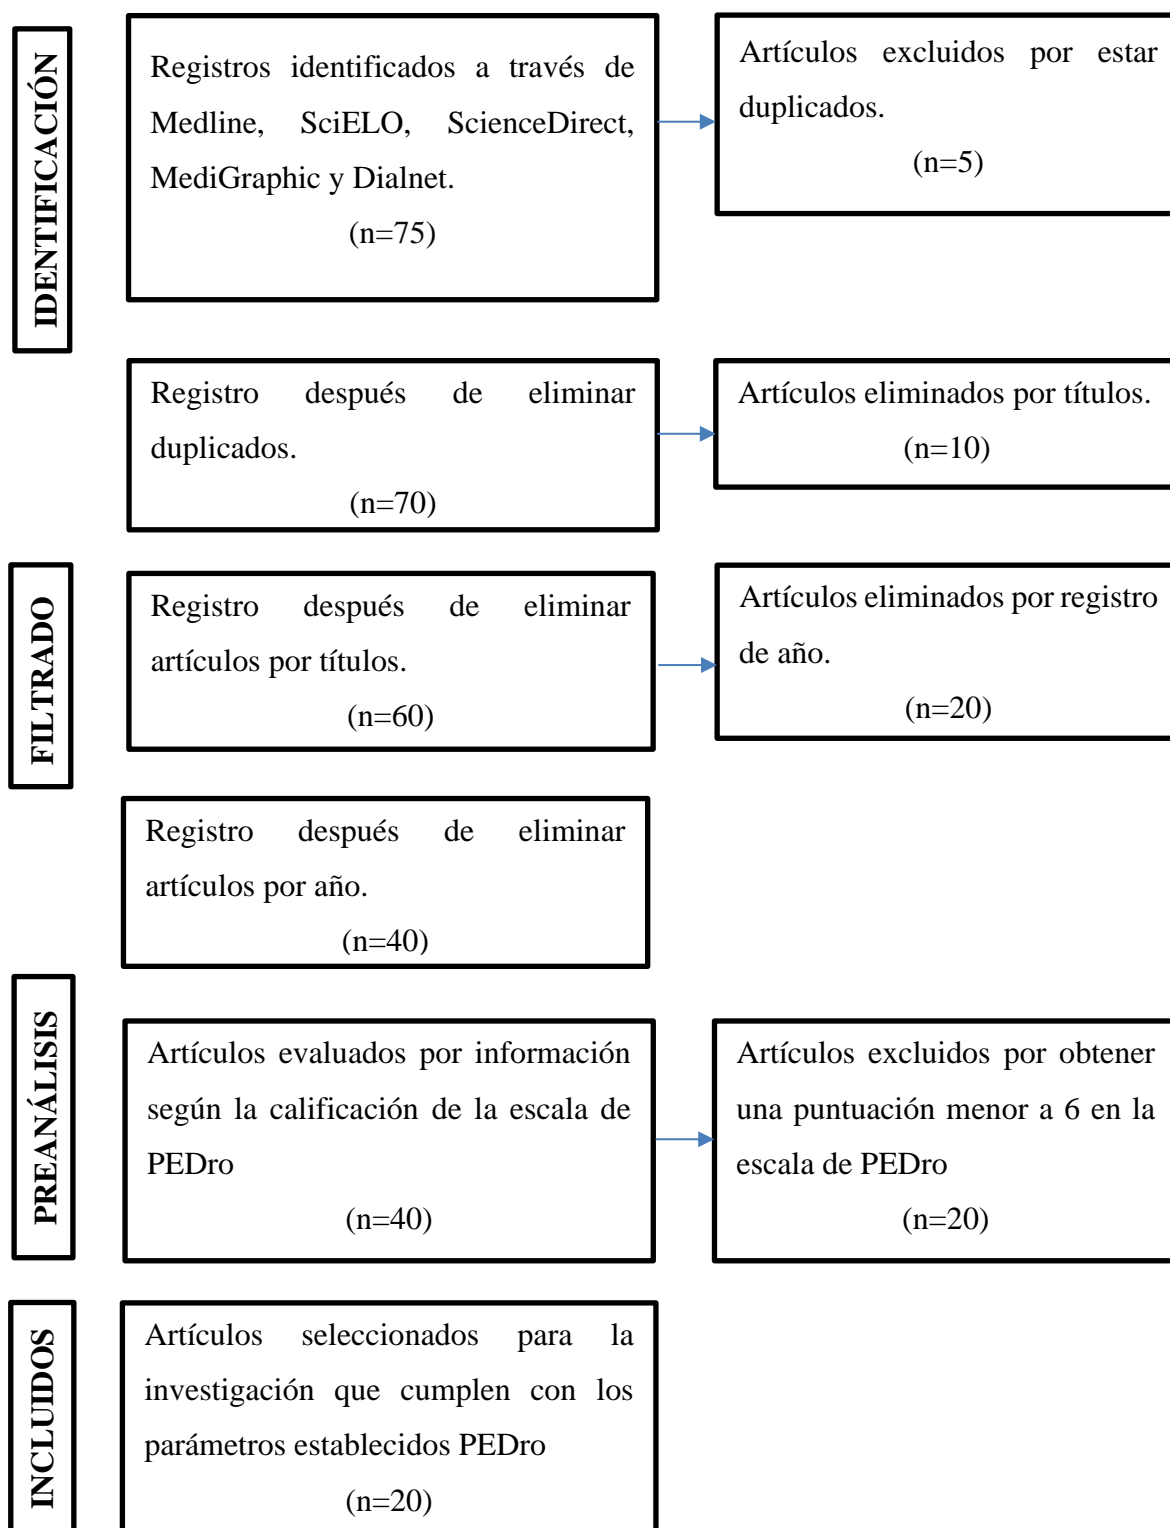 IDENTIFICACIÓN
Registros identificados a través de
Medline, SciELO, ScienceDirect,
MediGraphic y Dialnet.
(n=75)
Artículos excluidos por estar
duplicados.
(n=5)
Registro después de eliminar
duplicados.
(n=70)
Artículos eliminados por títulos.
(n=10)
FILTRADO
Registro después de eliminar
artículos por títulos.
(n=60)
Artículos eliminados por registro
de año.
(n=20)
Registro después de eliminar
artículos por año.
(n=40)
PREANÁLISIS
Artículos evaluados por información
según la calificación de la escala de
PEDro
(n=40)
Artículos excluidos por obtener
una puntuación menor a 6 en la
escala de PEDro
(n=20)
INCLUIDOS
Artículos seleccionados para la
investigación que cumplen con los
parámetros establecidos PEDro
(n=20)